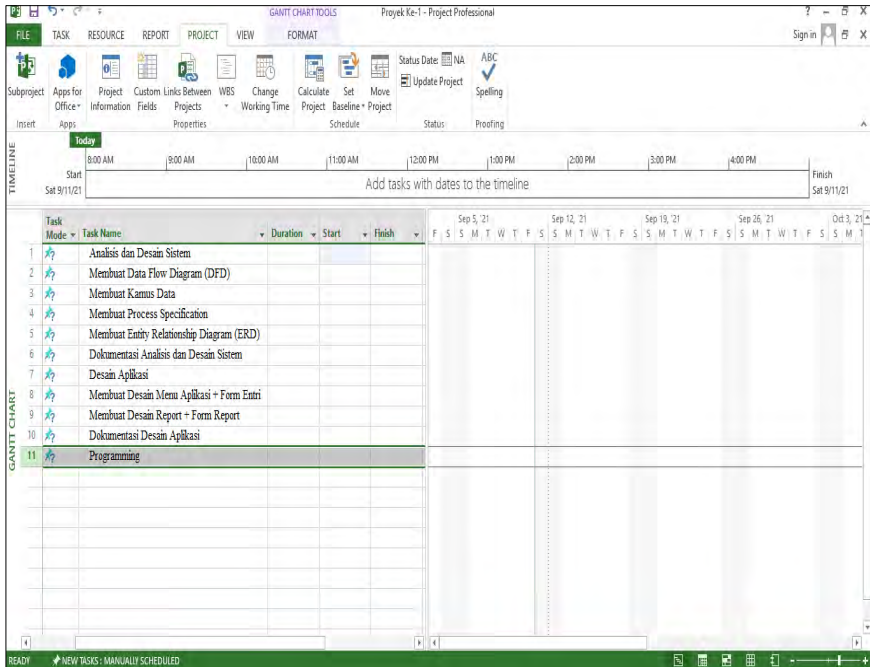 GANTT CHART TOOLS
Proyek Ke-1 - Project Professional
FILE TASK RESOURCE REPORT PROJECT VIEW FORMAT
Sign in
Subproject
Apps for Office
Project Information
Custom Fields
Links Between Projects
WBS
Change Working Time
Calculate Project
Set Baseline
Move Project
Status Date: NA
Update Project
ABC
Spelling
Insert Apps Properties Schedule Status Proofing
TIMELINE
Today
8:00 AM 9:00 AM 10:00 AM 11:00 AM 12:00 PM 1:00 PM 2:00 PM 3:00 PM 4:00 PM
Start
Sat 9/11/21
Add tasks with dates to the timeline
Finish
Sat 9/11/21
GANTT CHART
Task Mode Task Name Duration Start Finish
Sep 5, '21 Sep 12, '21 Sep 19, '21 Sep 26, '21 Oct 3, '21
F S S M T W T F S S M T W T F S S M T W T F S S M T W T F S S M T
1 Analisis dan Desain Sistem
2 Membuat Data Flow Diagram (DFD)
3 Membuat Kamus Data
4 Membuat Process Specification
5 Membuat Entity Relationship Diagram (ERD)
6 Dokumentasi Analisis dan Desain Sistem
7 Desain Aplikasi
8 Membuat Desain Menu Aplikasi + Form Entri
9 Membuat Desain Report + Form Report
10 Dokumentasi Desain Aplikasi
11 Programming
READY NEW TASKS : MANUALLY SCHEDULED